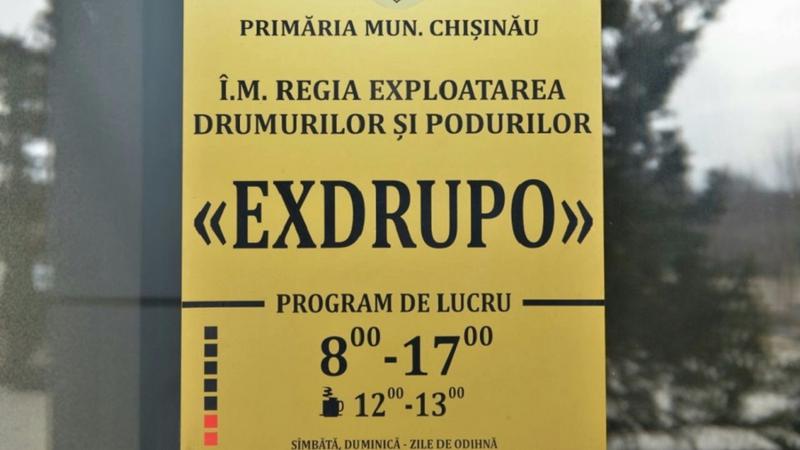 PRIMĂRIA MUN. CHIȘINĂU
Î.M. REGIA EXPLOATAREA
DRUMURILOR ȘI PODURILOR
«EXDRUPO»
PROGRAM DE LUCRU
8⁰⁰-17⁰⁰
12⁰⁰-13⁰⁰
SÎMBĂTĂ, DUMINICĂ - ZILE DE ODIHNĂ